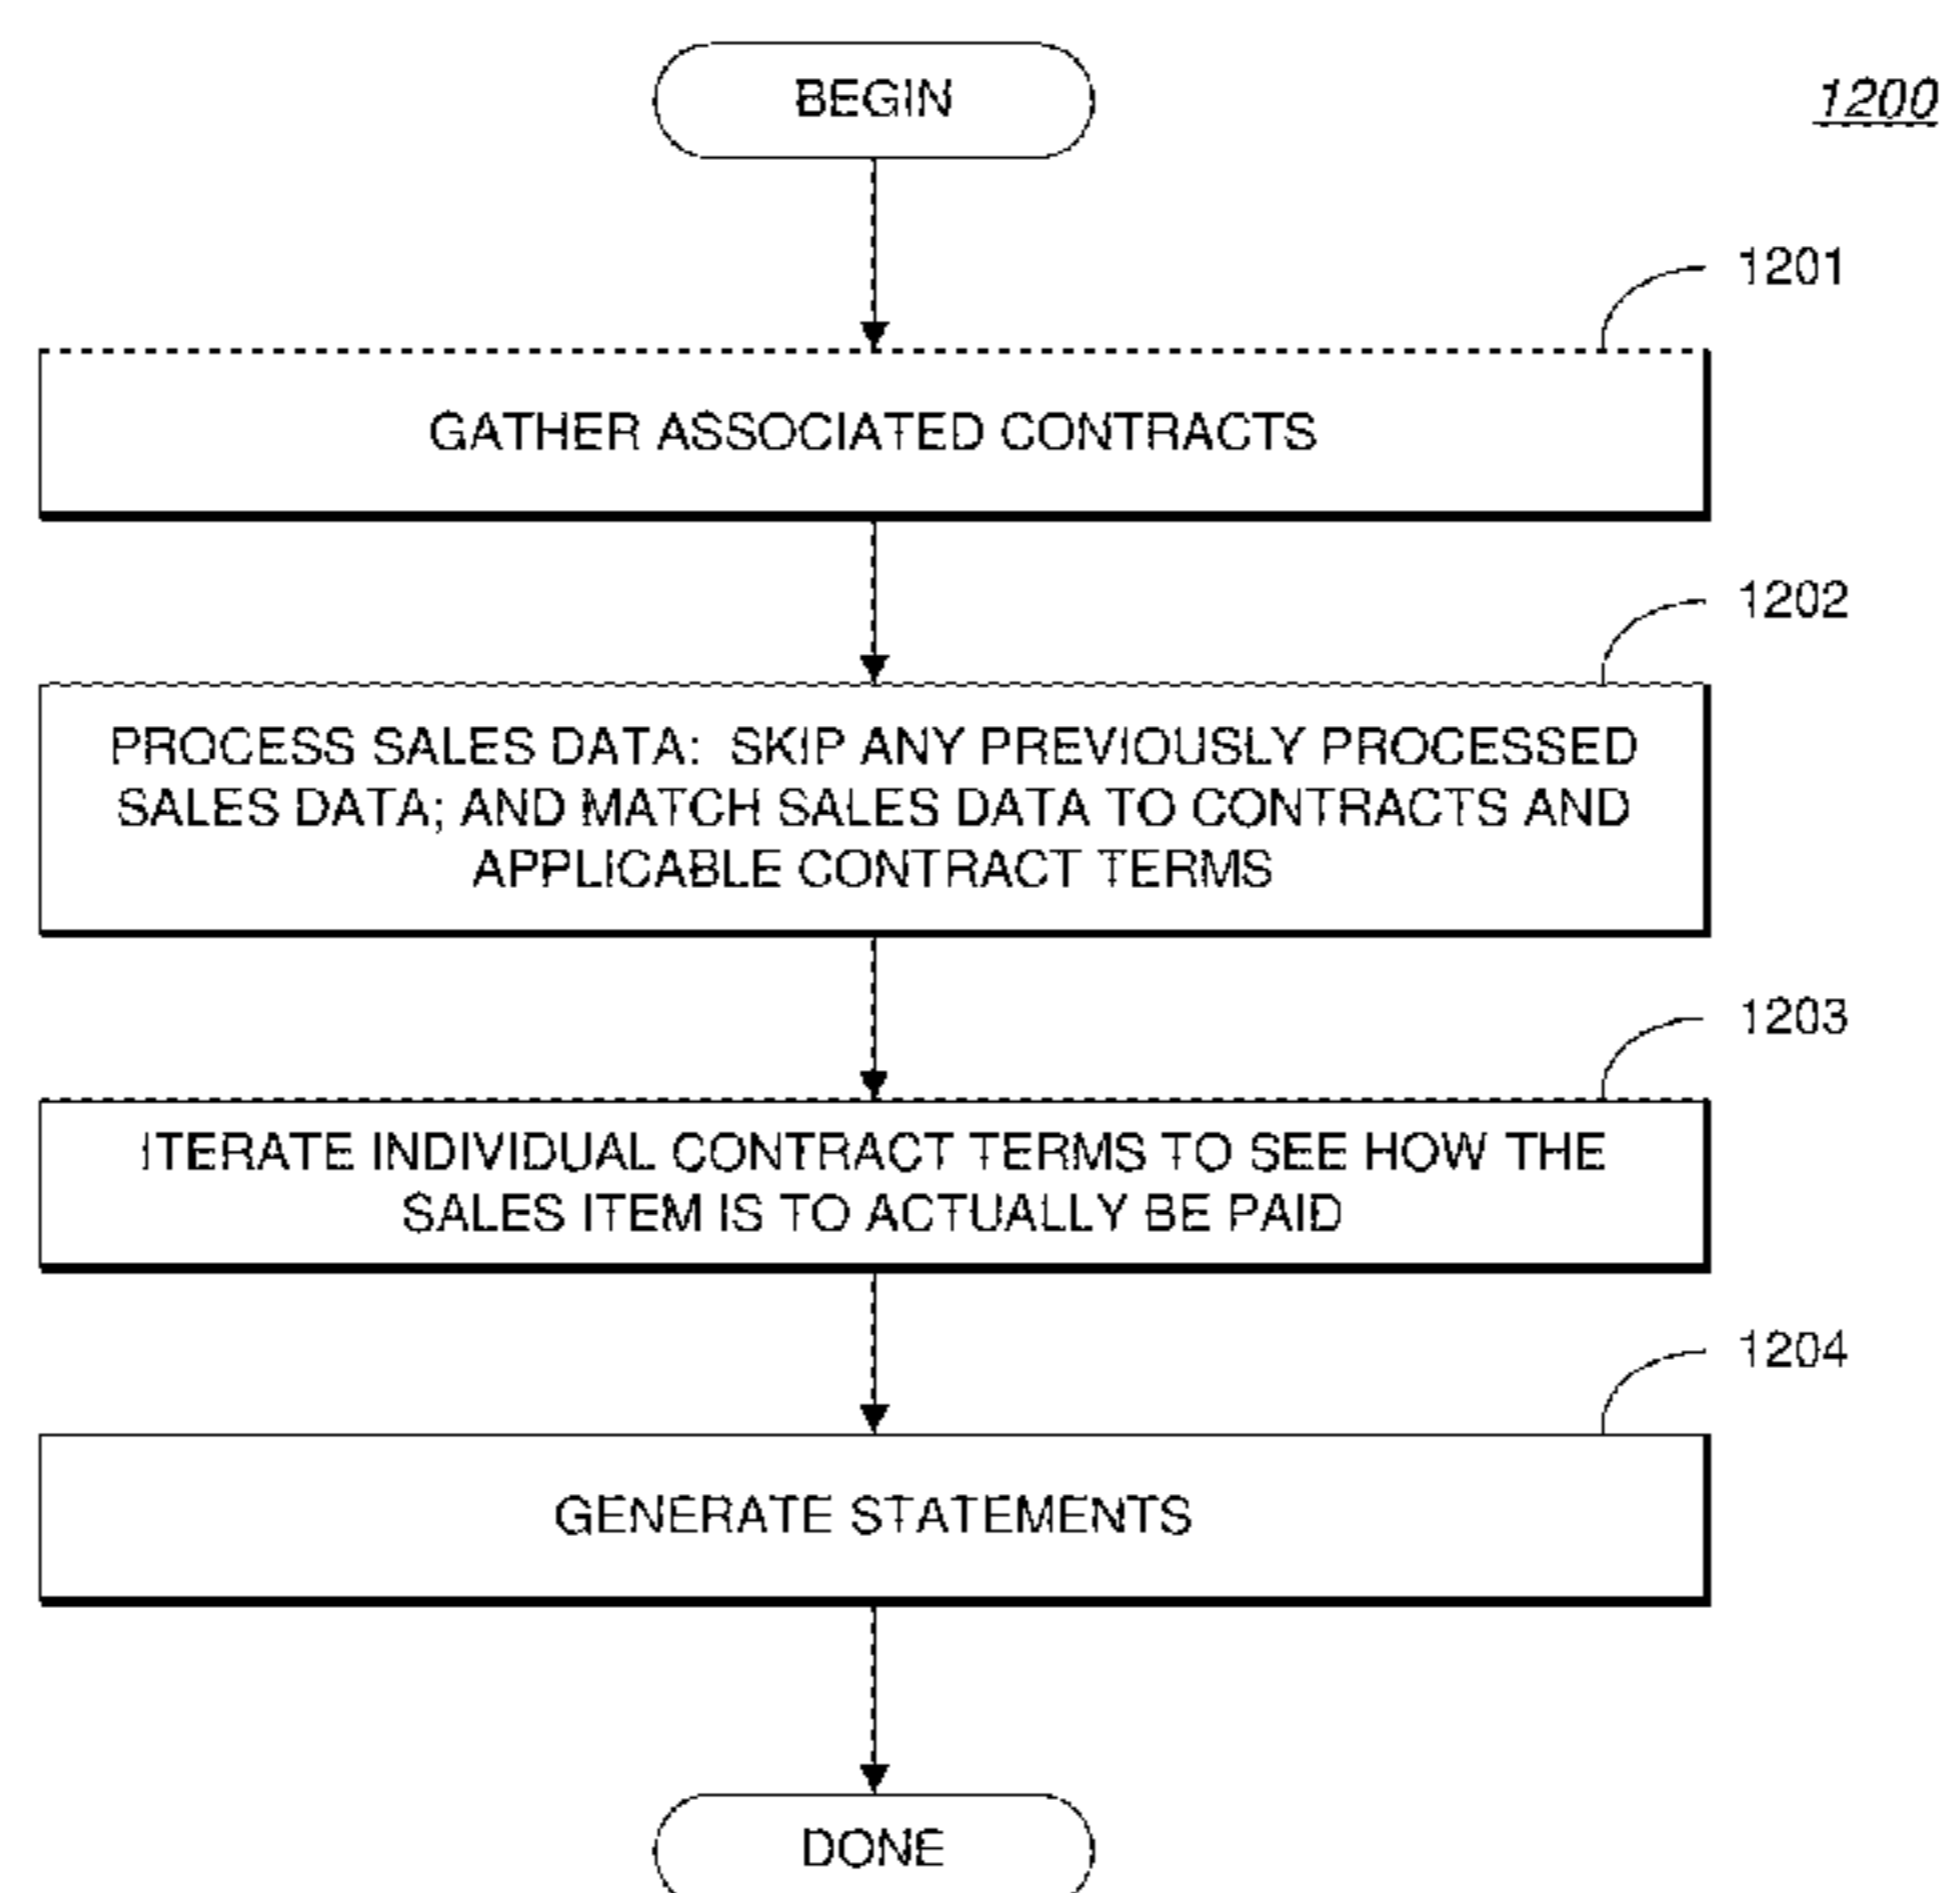 BEGIN
1200
1201
GATHER ASSOCIATED CONTRACTS
1202
PROCESS SALES DATA: SKIP ANY PREVIOUSLY PROCESSED
SALES DATA; AND MATCH SALES DATA TO CONTRACTS AND
APPLICABLE CONTRACT TERMS
1203
ITERATE INDIVIDUAL CONTRACT TERMS TO SEE HOW THE
SALES ITEM IS TO ACTUALLY BE PAID
1204
GENERATE STATEMENTS
DONE